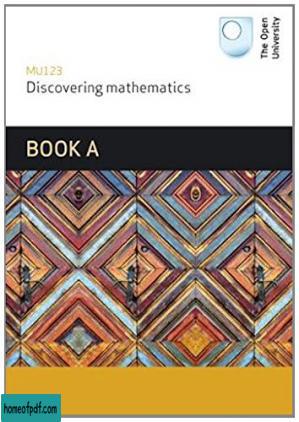 The Open
University
MU123
Discovering mathematics
BOOK A
homeofpdf.com